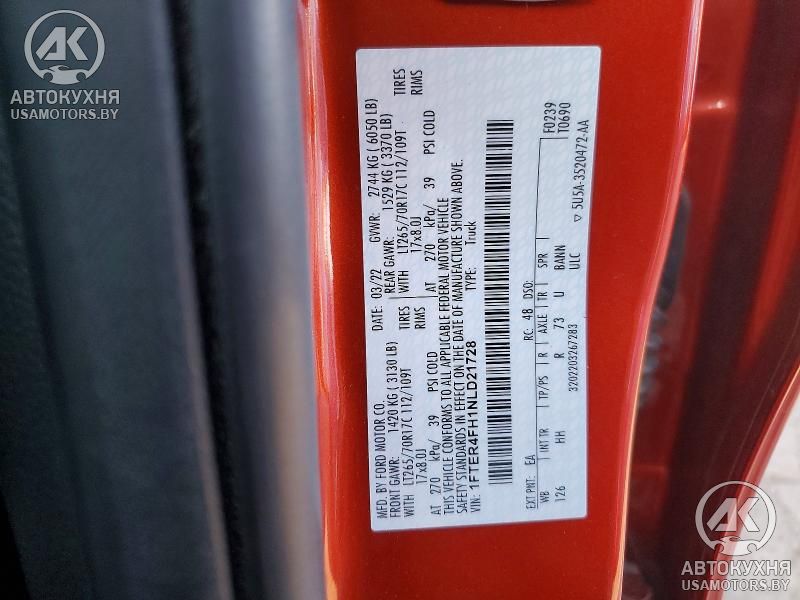 АК
АВТОКУХНЯ
USAMOTORS.BY
MFD. BY FORD MOTOR CO. DATE: 03/22 GVWR: 2744 KG ( 6050 LB)
FRONT GAWR: 1420 KG ( 3130 LB) REAR GAWR: 1529 KG ( 3370 LB)
WITH LT265/70R17C 112/109T TIRES WITH LT265/70R17C 112/109T TIRES
17x8.0J RIMS 17x8.0J RIMS
AT 270 kPa/ 39 PSI COLD AT 270 kPa/ 39 PSI COLD
THIS VEHICLE CONFORMS TO ALL APPLICABLE FEDERAL MOTOR VEHICLE
SAFETY STANDARDS IN EFFECT ON THE DATE OF MANUFACTURE SHOWN ABOVE.
VIN: 1FTER4FH1NLD21728 TYPE: Truck
F0239
T0690
EXT PNT: EA RC: 48 DSO:
WB INT TR TP/PS R AXLE TR SPR
126 HH R 73 U BANN
3202203267283 ULC
▽ 5U5A-3520472-AA
АК
АВТОКУХНЯ
USAMOTORS.BY